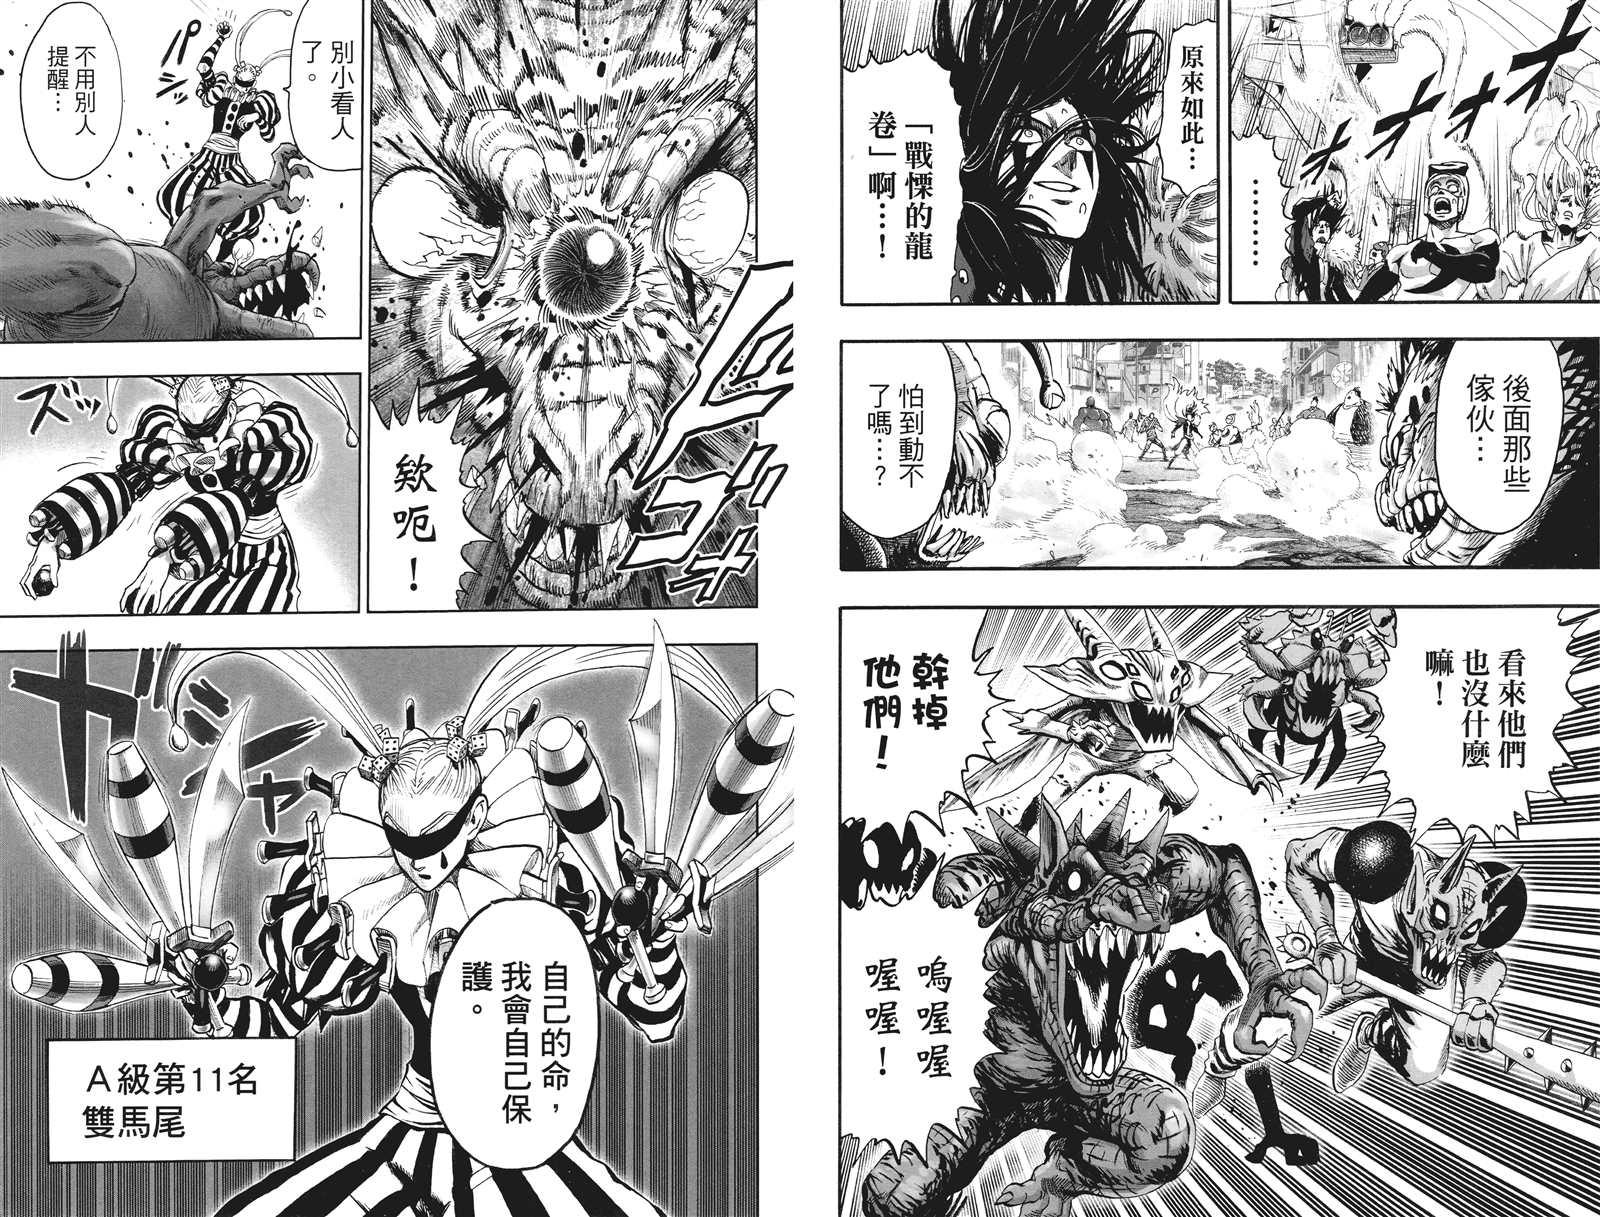 オオオオ
…………
原來如此…
「戰慄的龍
卷」啊…！
後面那些
傢伙…
怕到動不
了嗎…？
看來他們
也沒什麼
嘛！
幹掉
他們！
嗚喔喔
喔喔！
ゴメッ
欸呃！
別小看人
了。
パッ
不用別人
提醒…
ズッ
ガジャッ
自己的命，
我會自己保
護。
A級第11名
雙馬尾